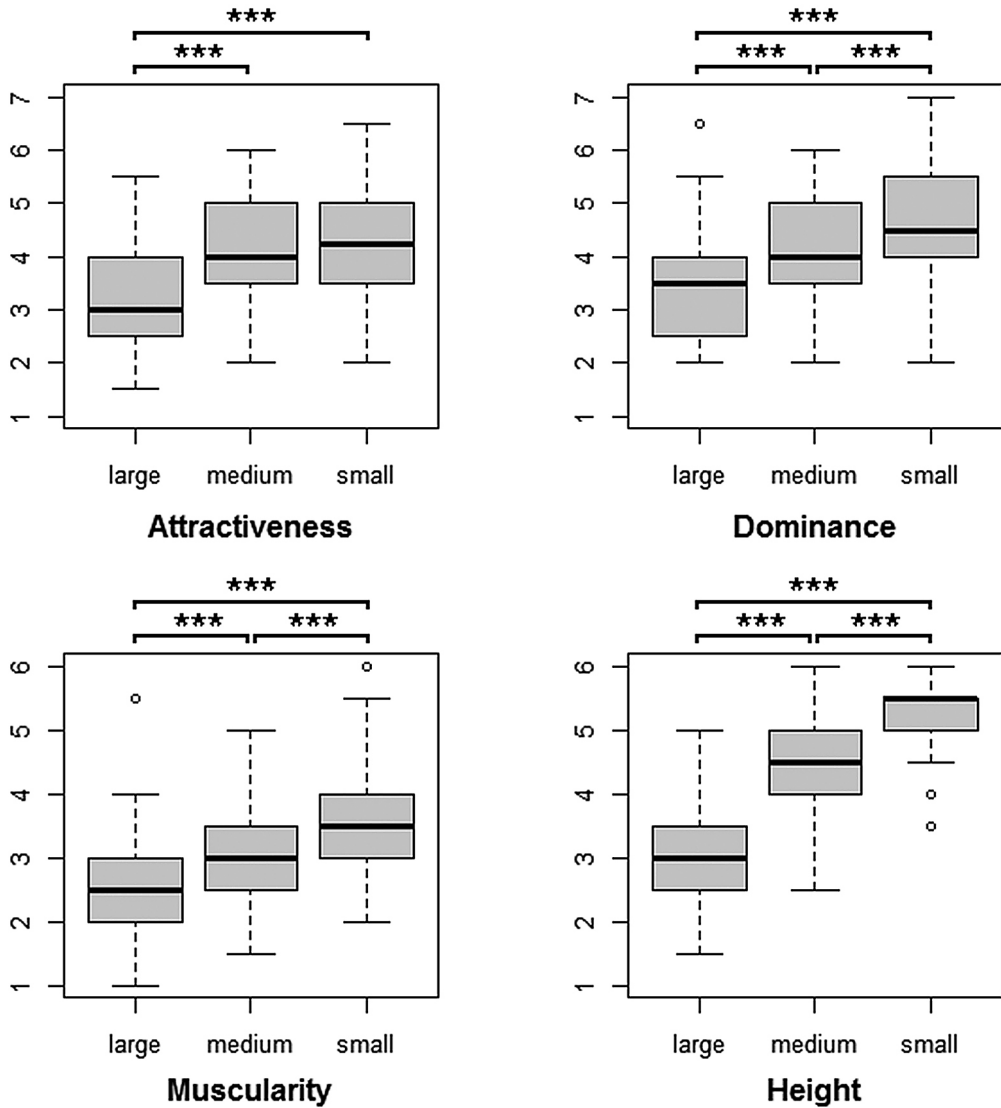 *** ***
*** *** ***
7 7
6 6
5 5
4 4
3 3
2 2
1 1
large medium small large medium small
Attractiveness Dominance
*** ***
*** *** *** ***
6 6
5 5
4 4
3 3
2 2
1 1
large medium small large medium small
Muscularity Height